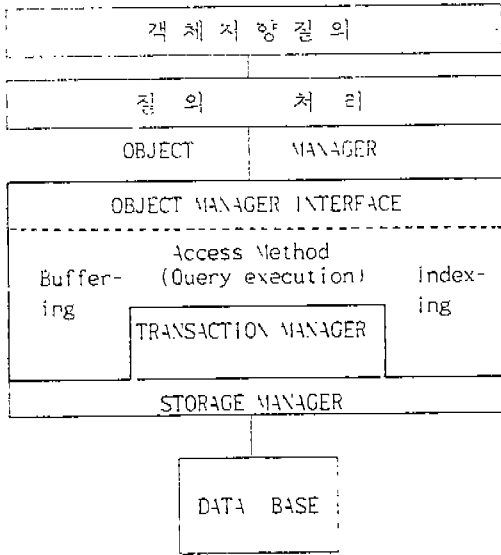 객 체 지 향 질 의
질 의 처 리
OBJECT MANAGER
OBJECT MANAGER INTERFACE
Access Method
Buffer- (Query execution) Index-
ing ing
TRANSACTION MANAGER
STORAGE MANAGER
DATA BASE